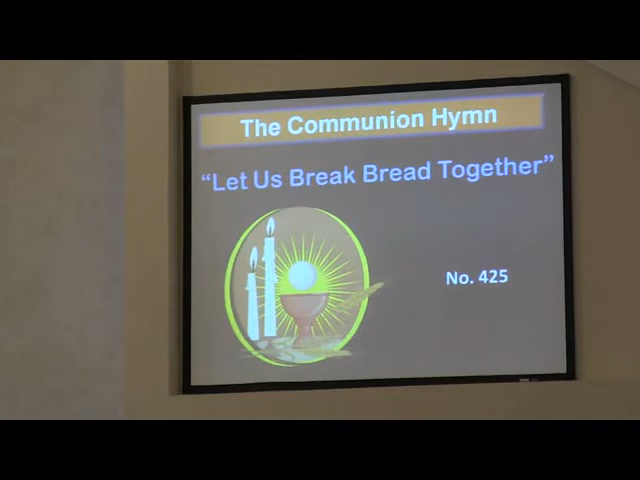 The Communion Hymn
“Let Us Break Bread Together”
No. 425